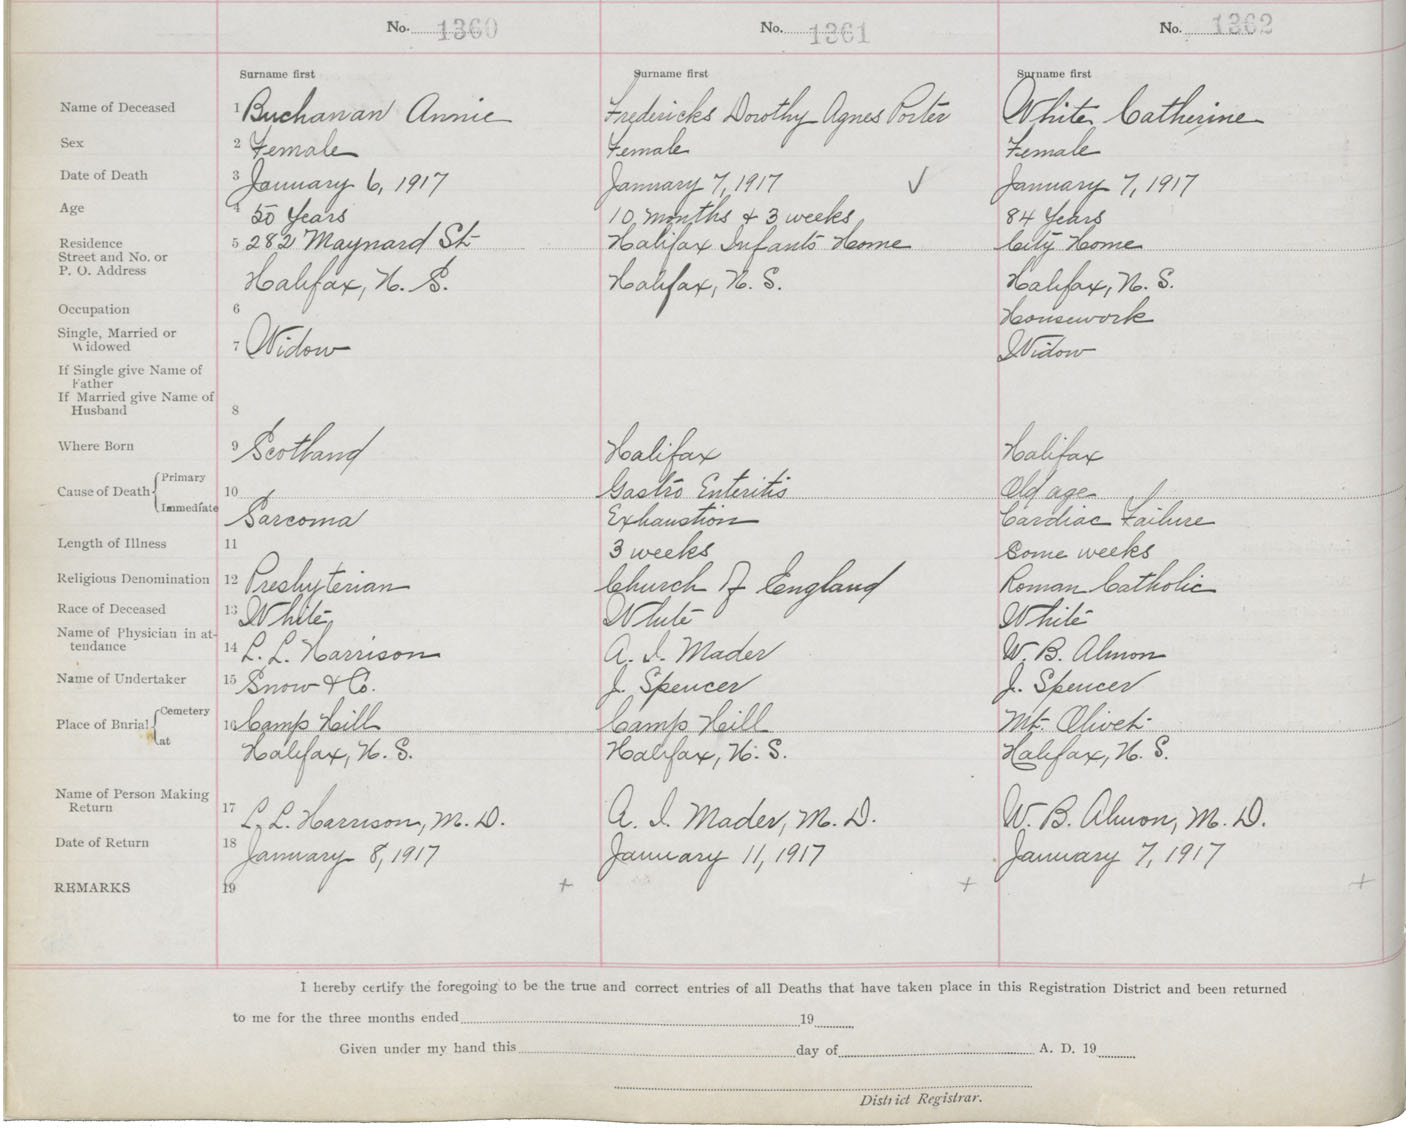 No. 1360 No. 1361 No. 1362
Surname first Surname first Surname first
Name of Deceased 1 Buchanan Annie Fredericks Dorothy Agnes Porter White Catherine
Sex 2 Female Female Female
Date of Death 3 January 6, 1917 January 7, 1917 ✓ January 7, 1917
Age 4 50 Years 10 months & 3 weeks 84 Years
Residence 5 282 Maynard St Halifax Infants Home City Home
Street and No. or
P. O. Address Halifax, N. S. Halifax, N. S. Halifax, N. S.
Occupation 6 Housework
Single, Married or
Widowed 7 Widow Widow
If Single give Name of
Father
If Married give Name of
Husband 8
Where Born 9 Scotland Halifax Halifax
Primary
Cause of Death 10 Gastro Enteritis Old age
Immediate Sarcoma Exhaustion Cardiac Failure
Length of Illness 11 3 weeks Some weeks
Religious Denomination 12 Presbyterian Church of England Roman Catholic
Race of Deceased 13 White White White
Name of Physician in at-
tendance 14 L. L. Harrison A. I. Mader W. B. Almon
Name of Undertaker 15 Snow & Co. J. Spencer J. Spencer
Cemetery
Place of Burial 16 Camp Hill Camp Hill Mt. Olivet
at Halifax, N. S. Halifax, N. S. Halifax, N. S.
Name of Person Making
Return 17 L. L. Harrison, M. D. A. I. Mader, M. D. W. B. Almon, M. D.
Date of Return 18 January 8, 1917 January 11, 1917 January 7, 1917
REMARKS 19 + + +
I hereby certify the foregoing to be the true and correct entries of all Deaths that have taken place in this Registration District and been returned
to me for the three months ended 19
Given under my hand this day of A. D. 19
District Registrar.